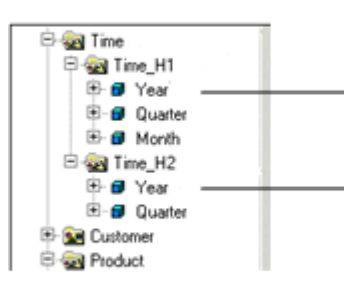 Time
Time_H1
Year
Quarter
Month
Time_H2
Year
Quarter
Customer
Product